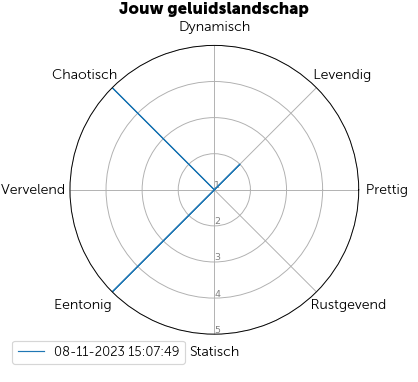 Jouw geluidslandschap
Dynamisch
Chaotisch
Levendig
Vervelend
Prettig
1
2
3
4
5
Eentonig
Rustgevend
08-11-2023 15:07:49
Statisch